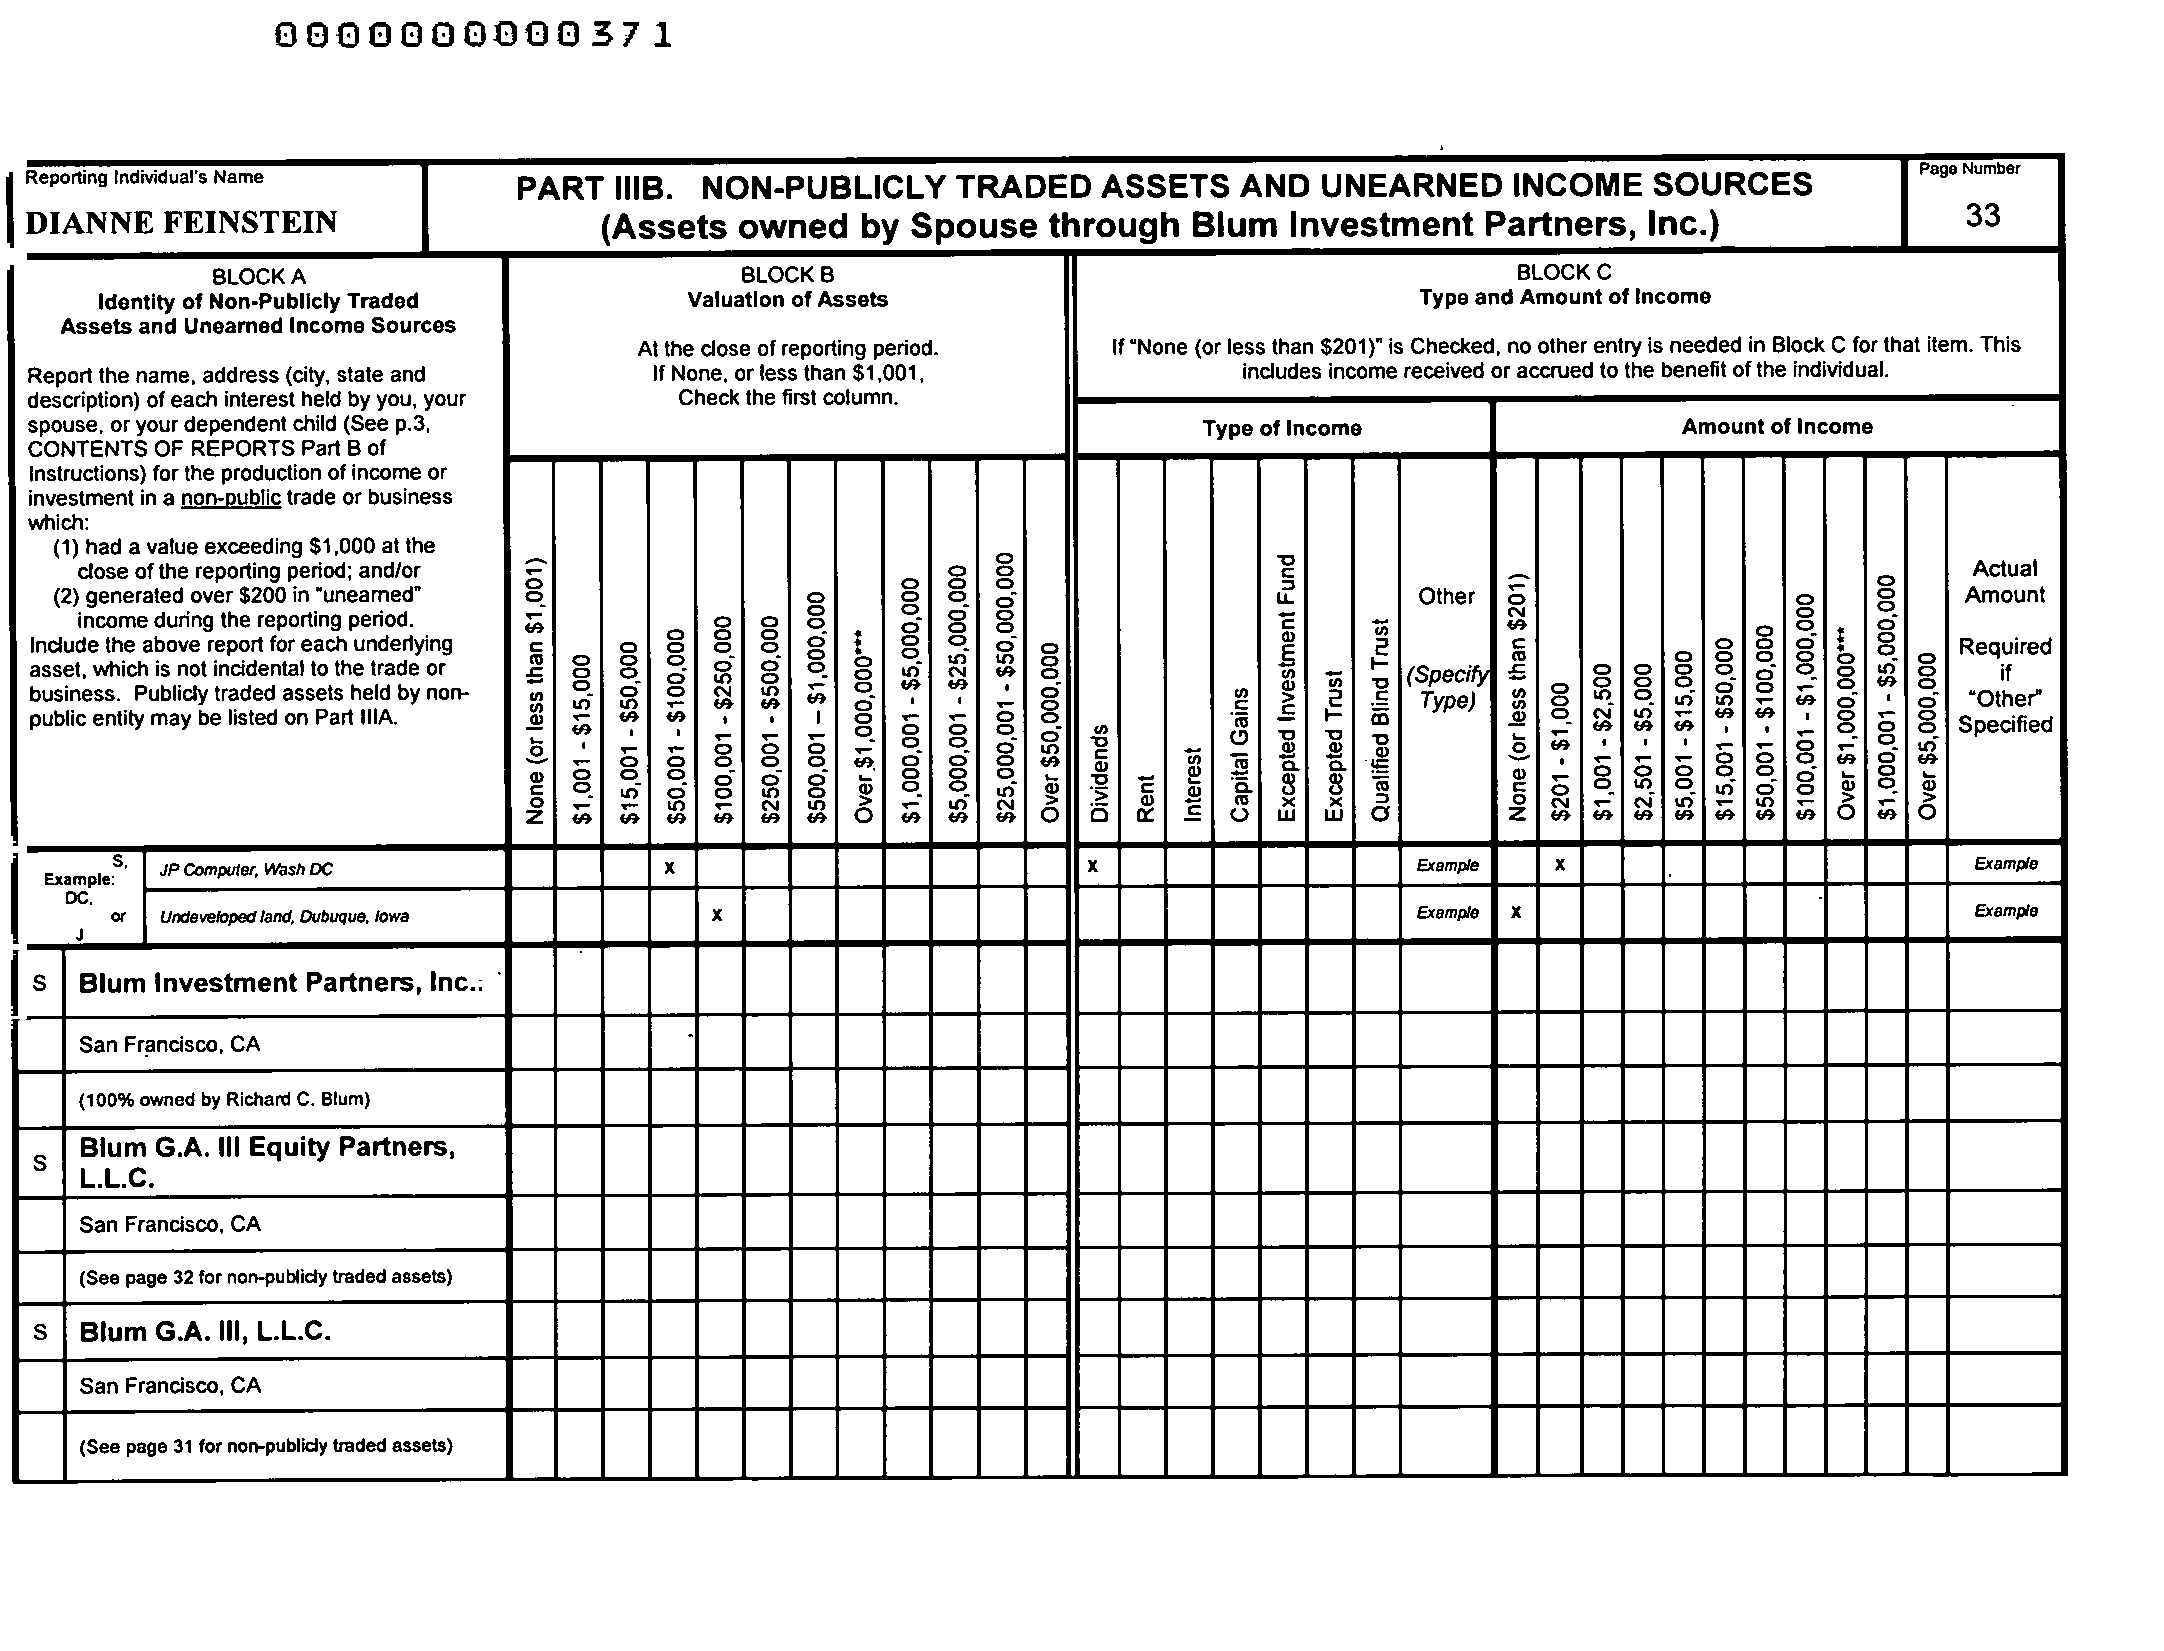 0000000000371
Reporting Individual's Name
DIANNE FEINSTEIN
PART IIIB. NON-PUBLICLY TRADED ASSETS AND UNEARNED INCOME SOURCES
(Assets owned by Spouse through Blum Investment Partners, Inc.)
Page Number
33
BLOCK A
Identity of Non-Publicly Traded
Assets and Unearned Income Sources
Report the name, address (city, state and
description) of each interest held by you, your
spouse, or your dependent child (See p.3,
CONTENTS OF REPORTS Part B of
Instructions) for the production of income or
investment in a non-public trade or business
which:
(1) had a value exceeding $1,000 at the
close of the reporting period; and/or
(2) generated over $200 in "unearned"
income during the reporting period.
Include the above report for each underlying
asset, which is not incidental to the trade or
business. Publicly traded assets held by non-
public entity may be listed on Part IIIA.
BLOCK B
Valuation of Assets
At the close of reporting period.
If None, or less than $1,001,
Check the first column.
BLOCK C
Type and Amount of Income
If "None (or less than $201)" is Checked, no other entry is needed in Block C for that item. This
includes income received or accrued to the benefit of the individual.
Type of Income
Amount of Income
None (or less than $1,001)
$1,001 - $15,000
$15,001 - $50,000
$50,001 - $100,000
$100,001 - $250,000
$250,001 - $500,000
$500,001 – $1,000,000
Over $1,000,000***
$1,000,001 - $5,000,000
$5,000,001 - $25,000,000
$25,000,001 - $50,000,000
Over $50,000,000
Dividends
Rent
Interest
Capital Gains
Excepted Investment Fund
Excepted Trust
Qualified Blind Trust
Other
(Specify
Type)
None (or less than $201)
$201 - $1,000
$1,001 - $2,500
$2,501 - $5,000
$5,001 - $15,000
$15,001 - $50,000
$50,001 - $100,000
$100,001 - $1,000,000
Over $1,000,000***
$1,000,001 - $5,000,000
Over $5,000,000
Actual
Amount
Required
if
"Other"
Specified
Example: S,
DC,
or
J
JP Computer, Wash DC x x Example x Example
Undeveloped land, Dubuque, Iowa x Example x Example
S Blum Investment Partners, Inc.:
San Francisco, CA
(100% owned by Richard C. Blum)
S Blum G.A. III Equity Partners,
L.L.C.
San Francisco, CA
(See page 32 for non-publicly traded assets)
S Blum G.A. III, L.L.C.
San Francisco, CA
(See page 31 for non-publicly traded assets)